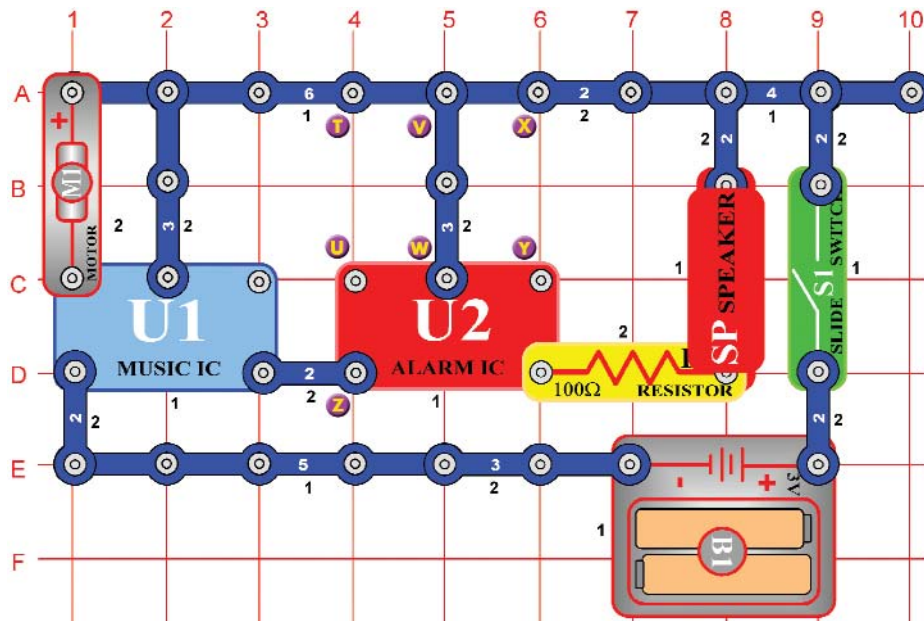 1 2 3 4 5 6 7 8 9 10
A 6 2 4
1 T V X 2 1
+ 2 2 2 2
M1
B
MOTOR 2 3 2 3 2 1 1
U W Y
C
U1 U2 SP SPEAKER S1 SLIDE SWITCH
2
D MUSIC IC 2 ALARM IC
100Ω RESISTOR
2 Z
1 1
2 2 2 2
E 5 3 - + 3V
1 2
1
B1
F